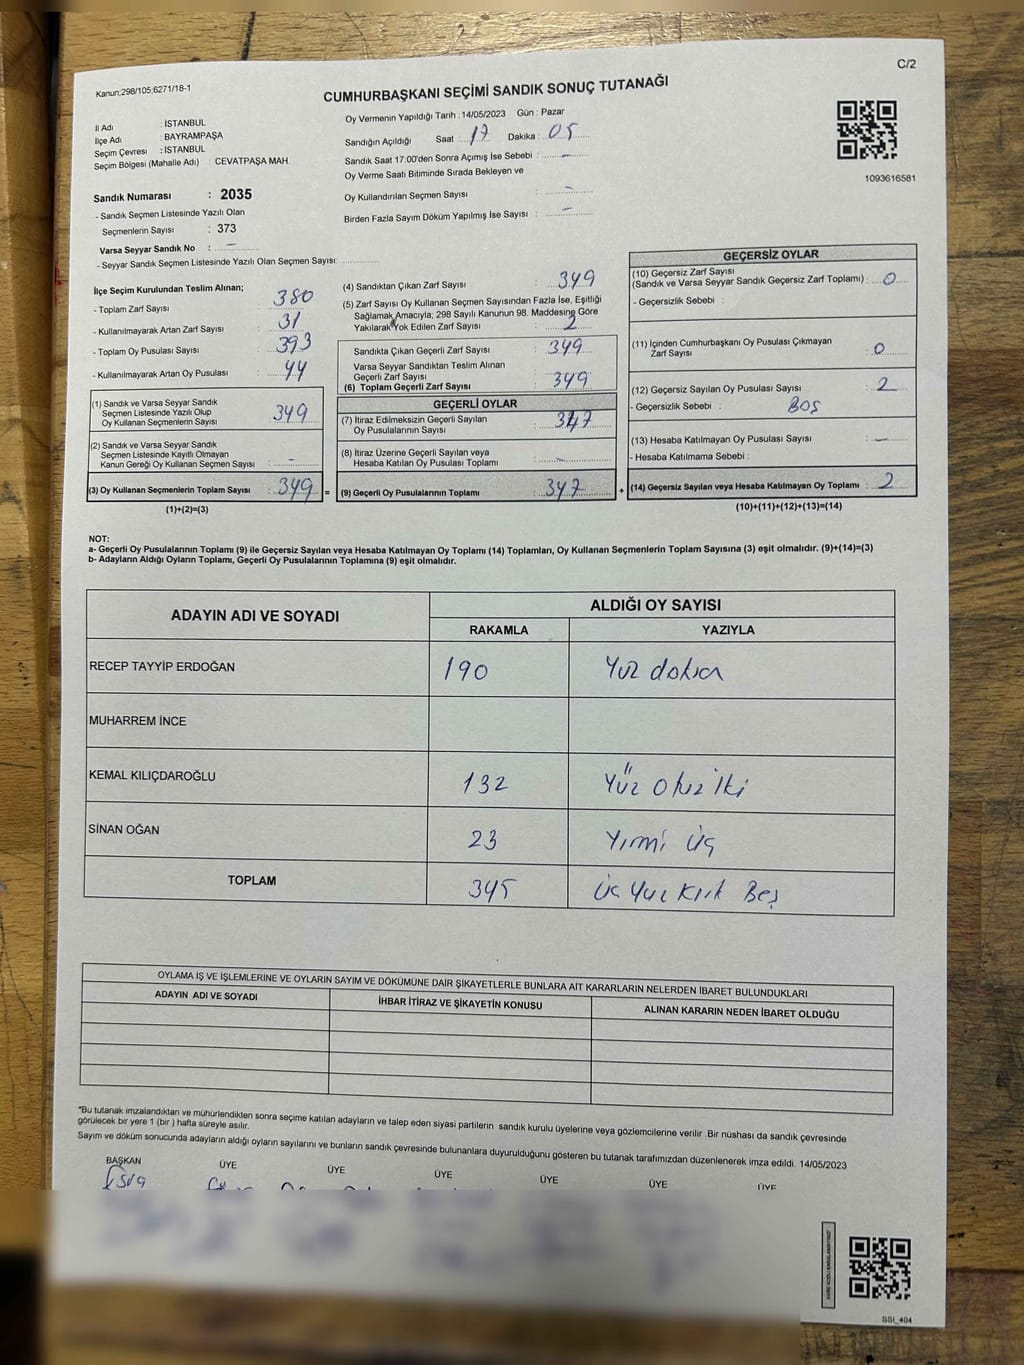 C/2
Kanun:298/105;6271/18-1
CUMHURBAŞKANI SEÇİMİ SANDIK SONUÇ TUTANAĞI
İl Adı : İSTANBUL
İlçe Adı : BAYRAMPAŞA
Seçim Çevresi : İSTANBUL
Seçim Bölgesi (Mahalle Adı) : CEVATPAŞA MAH.
Sandık Numarası : 2035
- Sandık Seçmen Listesinde Yazılı Olan
Seçmenlerin Sayısı : 373
Varsa Seyyar Sandık No : -
- Seyyar Sandık Seçmen Listesinde Yazılı Olan Seçmen Sayısı:
Oy Vermenin Yapıldığı Tarih : 14/05/2023 Gün : Pazar
Sandığın Açıldığı Saat : 17 Dakika : 05
Sandık Saat 17:00'den Sonra Açımış İse Sebebi : -
Oy Verme Saati Bitiminde Sırada Bekleyen ve
Oy Kullandırılan Seçmen Sayısı : -
Birden Fazla Sayım Döküm Yapılmış İse Sayısı : -
1093616581
İlçe Seçim Kurulundan Teslim Alınan;
- Toplam Zarf Sayısı : 380
- Kullanılmayarak Artan Zarf Sayısı : 31
- Toplam Oy Pusulası Sayısı : 393
- Kullanılmayarak Artan Oy Pusulası : 44
(1) Sandık ve Varsa Seyyar Sandık
Seçmen Listesinde Yazılı Olup
Oy Kullanan Seçmenlerin Sayısı : 349
(2) Sandık ve Varsa Seyyar Sandık
Seçmen Listesinde Kayıtlı Olmayan
Kanun Gereği Oy Kullanan Seçmen Sayısı : -
(3) Oy Kullanan Seçmenlerin Toplam Sayısı : 349 =
(1)+(2)=(3)
(4) Sandıktan Çıkan Zarf Sayısı : 349
(5) Zarf Sayısı Oy Kullanan Seçmen Sayısından Fazla İse, Eşitliği
Sağlamak Amacıyla; 298 Sayılı Kanunun 98. Maddesine Göre
Yakılarak Yok Edilen Zarf Sayısı : 2
Sandıkta Çıkan Geçerli Zarf Sayısı : 349
Varsa Seyyar Sandıktan Teslim Alınan
Geçerli Zarf Sayısı
(6) Toplam Geçerli Zarf Sayısı : 349
GEÇERLİ OYLAR
(7) İtiraz Edilmeksizin Geçerli Sayılan
Oy Pusulalarının Sayısı : 347
(8) İtiraz Üzerine Geçerli Sayılan veya
Hesaba Katılan Oy Pusulası Toplamı : -
(9) Geçerli Oy Pusulalarının Toplamı : 347 +
GEÇERSİZ OYLAR
(10) Geçersiz Zarf Sayısı
(Sandık ve Varsa Seyyar Sandık Geçersiz Zarf Toplamı) : 0
- Geçersizlik Sebebi :
(11) İçinden Cumhurbaşkanı Oy Pusulası Çıkmayan
Zarf Sayısı : 0
(12) Geçersiz Sayılan Oy Pusulası Sayısı : 2
- Geçersizlik Sebebi : BOŞ
(13) Hesaba Katılmayan Oy Pusulası Sayısı : -
- Hesaba Katılmama Sebebi :
(14) Geçersiz Sayılan veya Hesaba Katılmayan Oy Toplamı : 2
(10)+(11)+(12)+(13)=(14)
NOT:
a- Geçerli Oy Pusulalarının Toplamı (9) ile Geçersiz Sayılan veya Hesaba Katılmayan Oy Toplamı (14) Toplamları, Oy Kullanan Seçmenlerin Toplam Sayısına (3) eşit olmalıdır. (9)+(14)=(3)
b- Adayların Aldığı Oyların Toplamı, Geçerli Oy Pusulalarının Toplamına (9) eşit olmalıdır.
ADAYIN ADI VE SOYADI
ALDIĞI OY SAYISI
RAKAMLA YAZIYLA
RECEP TAYYİP ERDOĞAN 190 Yüz doksan
MUHARREM İNCE
KEMAL KILIÇDAROĞLU 132 Yüz Otuz İki
SİNAN OĞAN 23 Yirmi Üç
TOPLAM 345 Üç Yüz Kırk Beş
OYLAMA İŞ VE İŞLEMLERİNE VE OYLARIN SAYIM VE DÖKÜMÜNE DAİR ŞİKAYETLERLE BUNLARA AİT KARARLARIN NELERDEN İBARET BULUNDUKLARI
ADAYIN ADI VE SOYADI İHBAR İTİRAZ VE ŞİKAYETİN KONUSU ALINAN KARARIN NEDEN İBARET OLDUĞU
*Bu tutanak imzalandıktan ve mühürlendikten sonra seçime katılan adayların ve talep eden siyasi partilerin sandık kurulu üyelerine veya gözlemcilerine verilir. Bir nüshası da sandık çevresinde
görülecek bir yere 1 (bir ) hafta süreyle asılır.
Sayım ve döküm sonucunda adayların aldığı oyların sayılarını ve bunların sandık çevresinde bulunanlara duyurulduğunu gösteren bu tutanak tarafımızdan düzenlenerek imza edildi. 14/05/2023
BAŞKAN ÜYE ÜYE ÜYE ÜYE ÜYE ÜYE
SSI_404